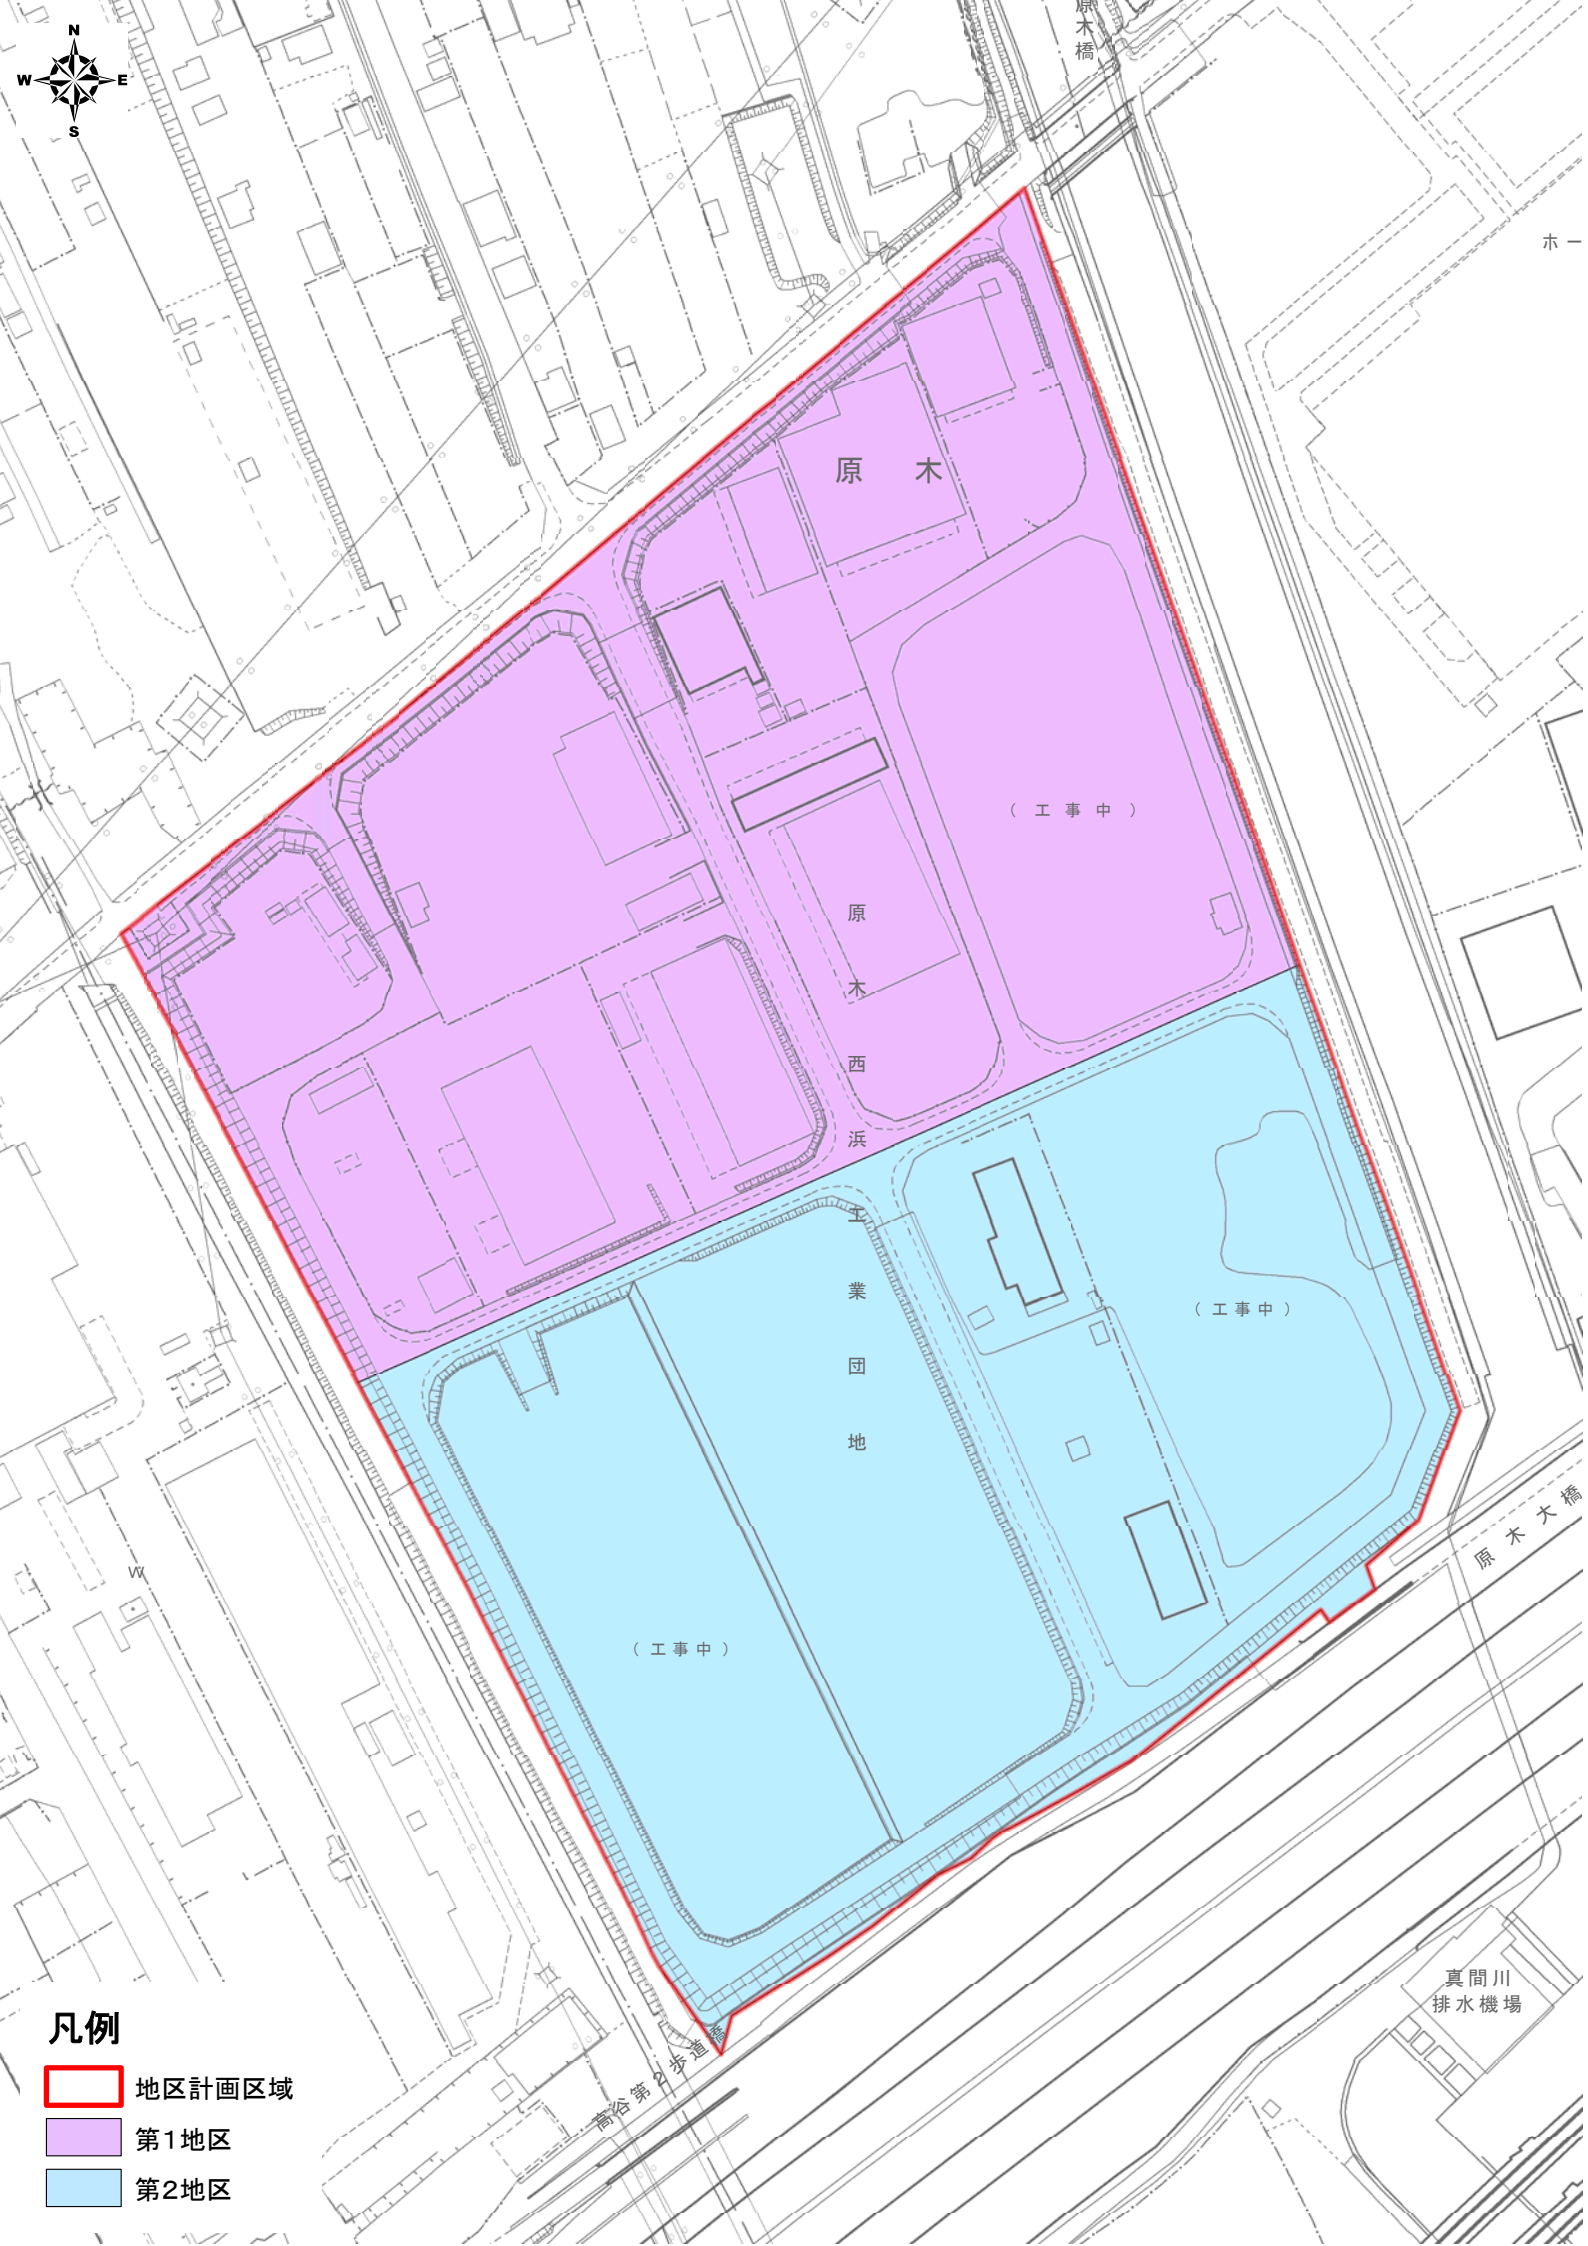 N
W E
S
原木橋
ホー
原 木
（工事中）
原木西浜工業団地
（工事中）
（工事中）
W
原木大橋
真間川
排水機場
高谷第2歩道橋
凡例
地区計画区域
第1地区
第2地区